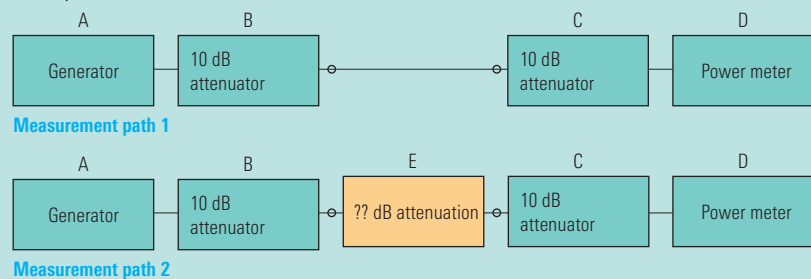 A B C D
Generator
10 dB
attenuator
10 dB
attenuator
Power meter
Measurement path 1
A B E C D
Generator
10 dB
attenuator
?? dB attenuation
10 dB
attenuator
Power meter
Measurement path 2